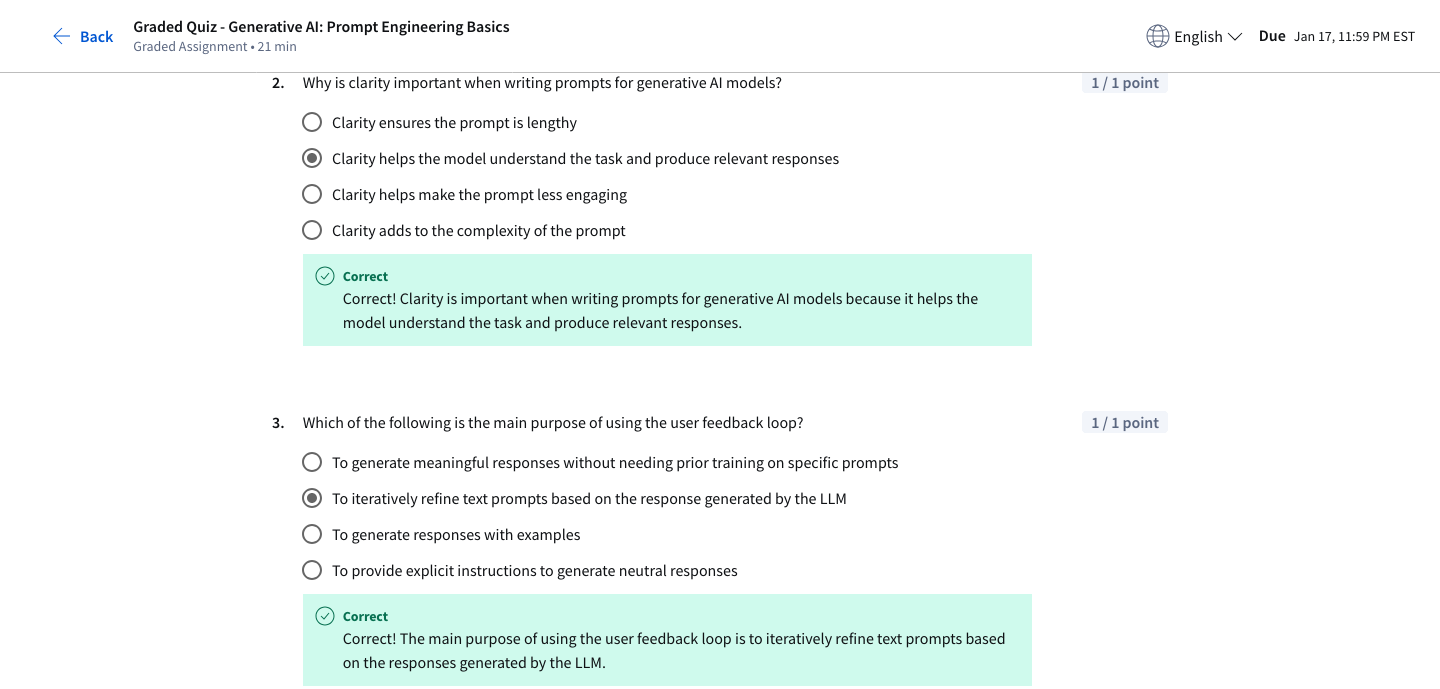 Back
Graded Quiz - Generative AI: Prompt Engineering Basics
Graded Assignment • 21 min
English
Due Jan 17, 11:59 PM EST
2. Why is clarity important when writing prompts for generative AI models?
1 / 1 point
Clarity ensures the prompt is lengthy
Clarity helps the model understand the task and produce relevant responses
Clarity helps make the prompt less engaging
Clarity adds to the complexity of the prompt
Correct
Correct! Clarity is important when writing prompts for generative AI models because it helps the
model understand the task and produce relevant responses.
3. Which of the following is the main purpose of using the user feedback loop?
1 / 1 point
To generate meaningful responses without needing prior training on specific prompts
To iteratively refine text prompts based on the response generated by the LLM
To generate responses with examples
To provide explicit instructions to generate neutral responses
Correct
Correct! The main purpose of using the user feedback loop is to iteratively refine text prompts based
on the responses generated by the LLM.